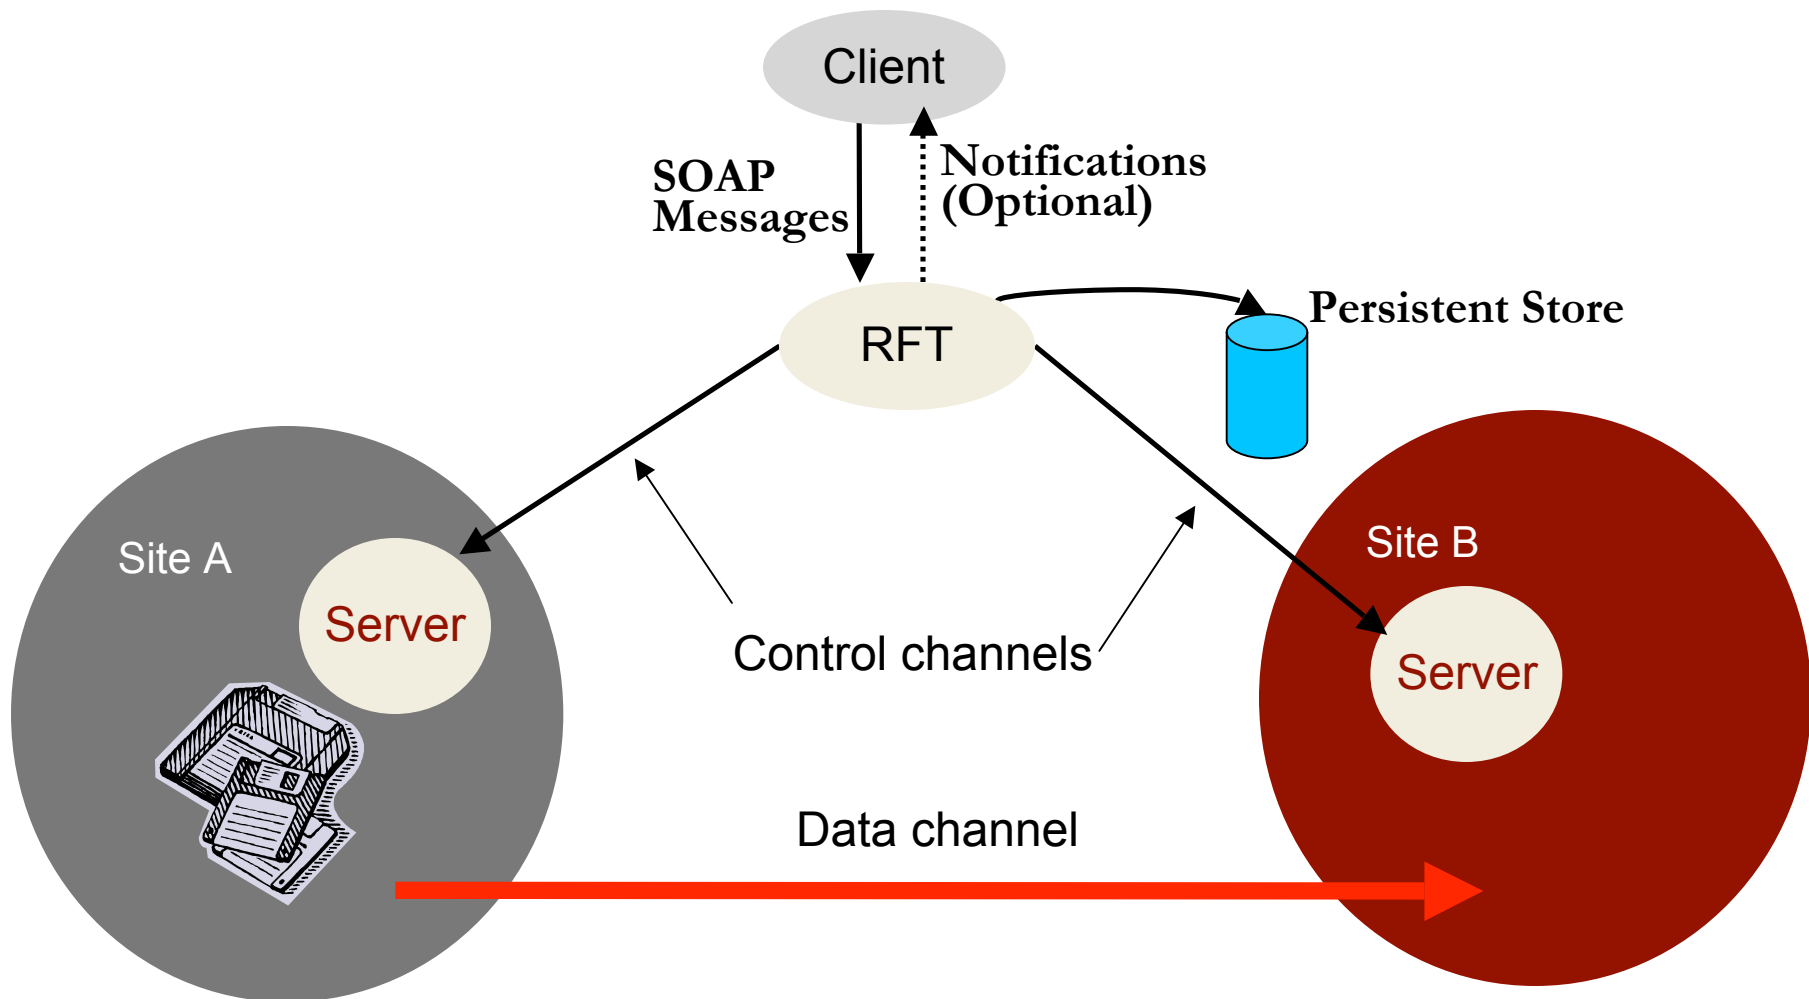 Client
SOAP
Messages
Notifications
(Optional)
RFT
Persistent Store
Site A
Server
Site B
Server
Control channels
Data channel